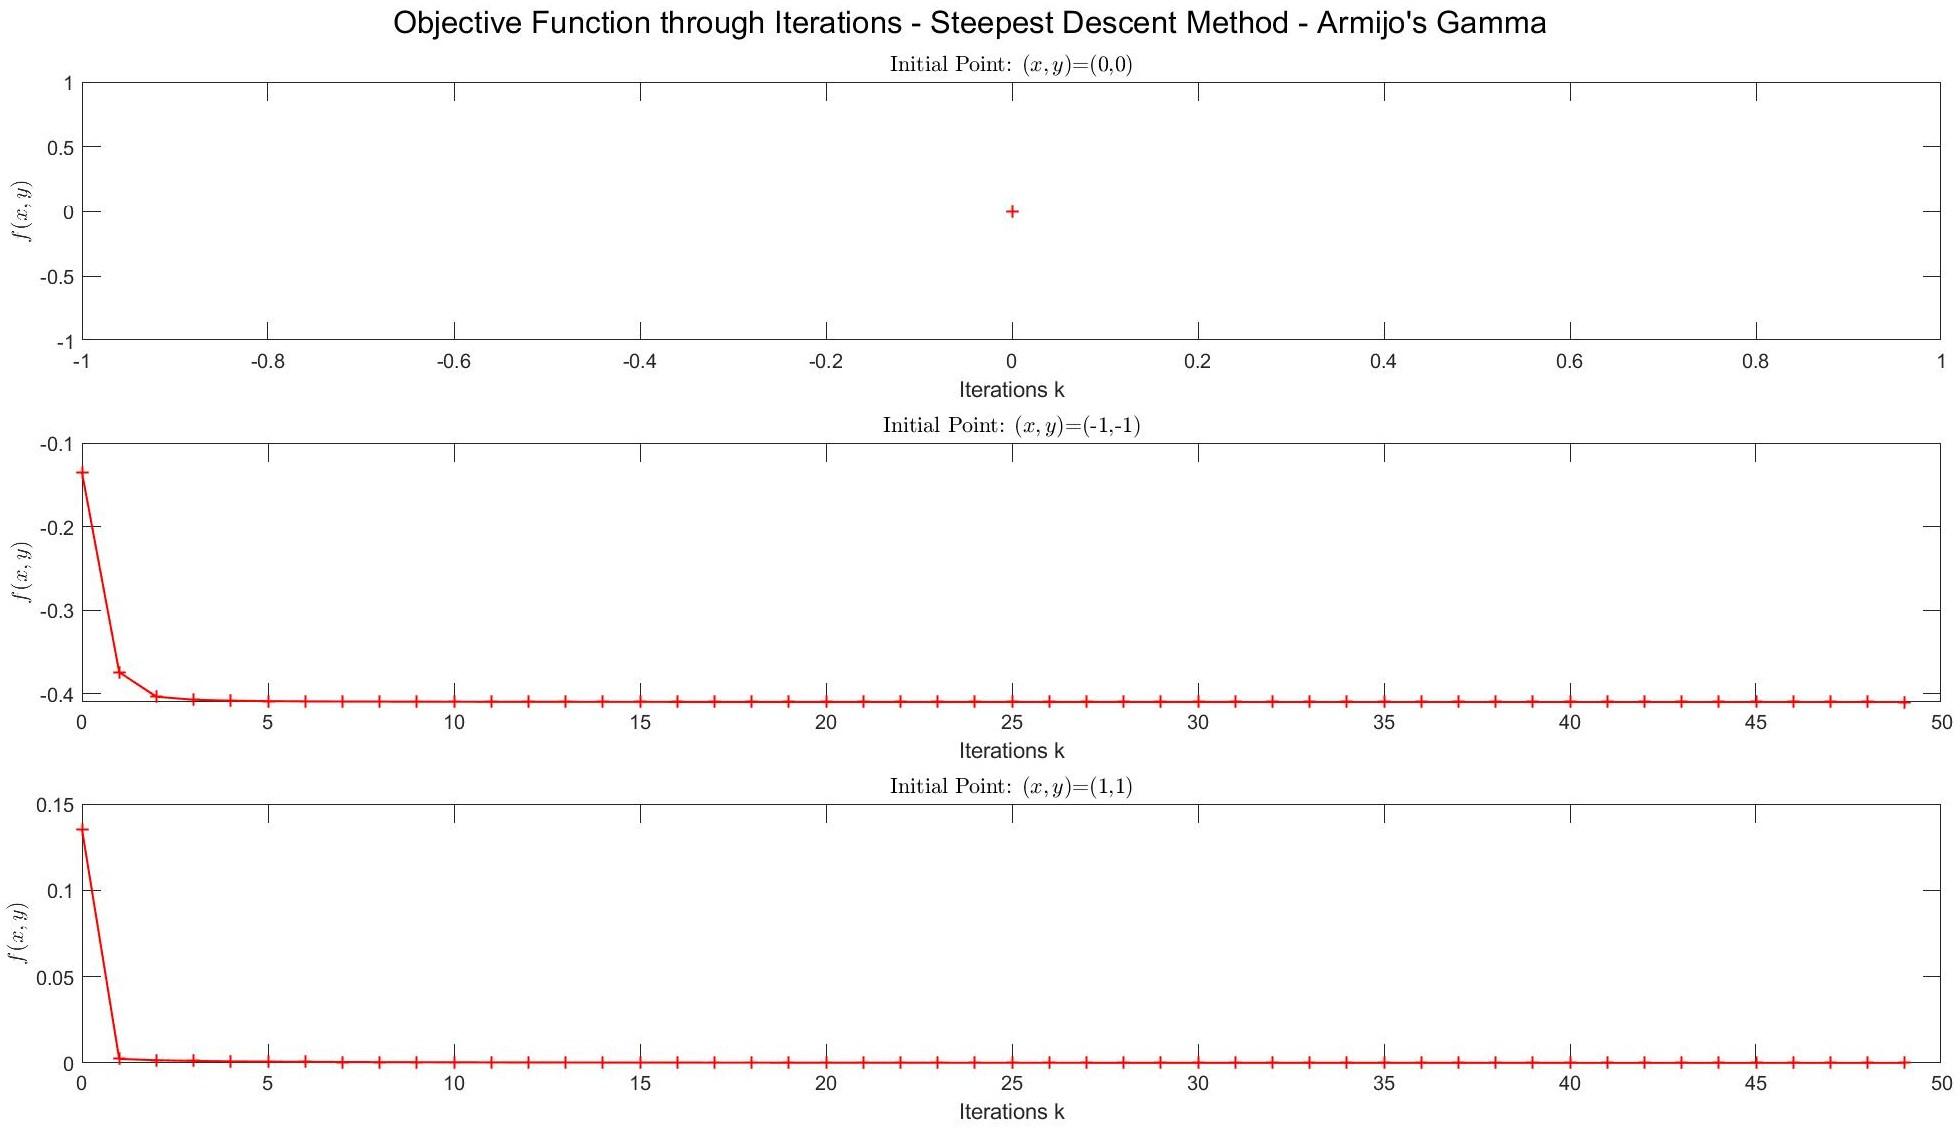 Objective Function through Iterations - Steepest Descent Method - Armijo's Gamma
Initial Point: (x, y)=(0,0)
1
0.5
0
-0.5
-1
f(x, y)
-1 -0.8 -0.6 -0.4 -0.2 0 0.2 0.4 0.6 0.8 1
Iterations k
Initial Point: (x, y)=(-1,-1)
-0.1
-0.2
-0.3
-0.4
f(x, y)
0 5 10 15 20 25 30 35 40 45 50
Iterations k
Initial Point: (x, y)=(1,1)
0.15
0.1
0.05
0
f(x, y)
0 5 10 15 20 25 30 35 40 45 50
Iterations k